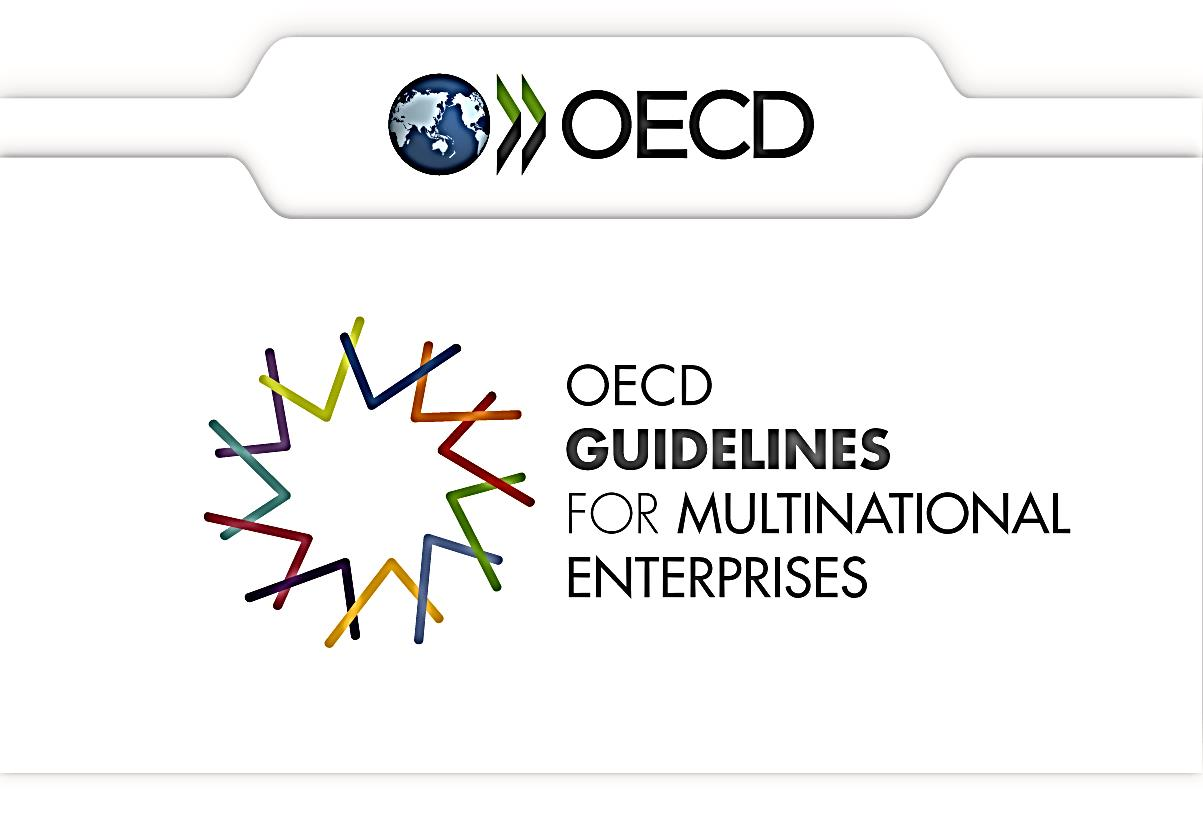 OECD
OECD
GUIDELINES
FOR MULTINATIONAL
ENTERPRISES